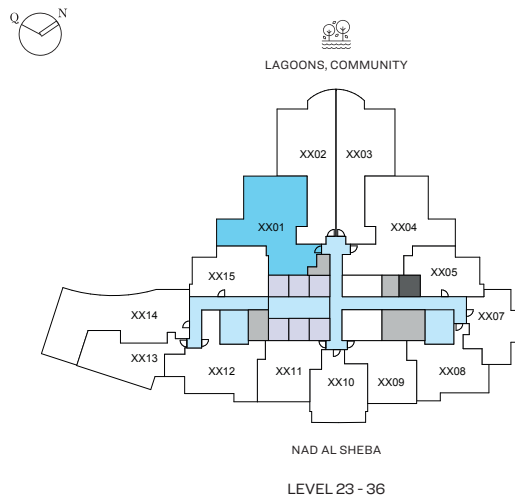 Q N
LAGOONS, COMMUNITY
XX02 XX03
XX01 XX04
XX15 XX05
XX14 XX07
XX13 XX12 XX11 XX10 XX09 XX08
NAD AL SHEBA
LEVEL 23 - 36